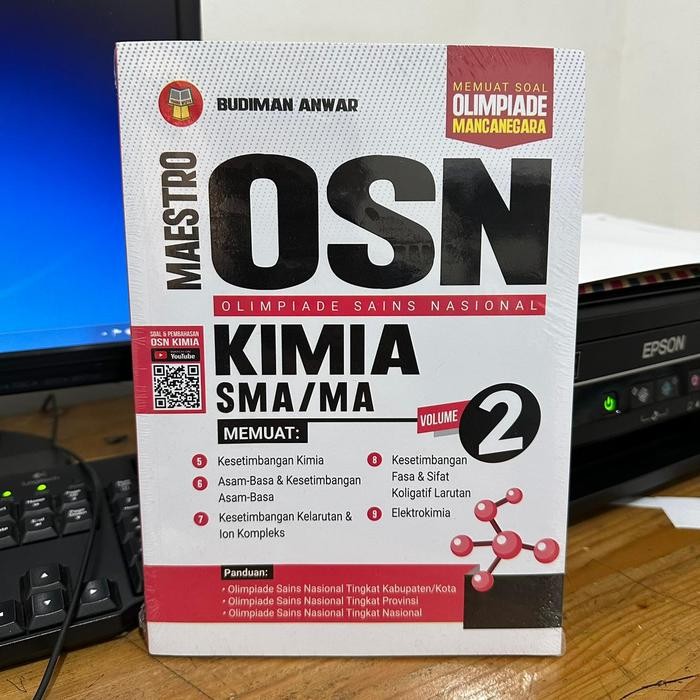 BUDIMAN ANWAR
MEMUAT SOAL
OLIMPIADE
MANCANEGARA
MAESTRO
OSN
OLIMPIADE SAINS NASIONAL
SOAL & PEMBAHASAN
OSN KIMIA
YouTube
KIMIA
SMA/MA
VOLUME 2
MEMUAT:
5 Kesetimbangan Kimia
6 Asam-Basa & Kesetimbangan
Asam-Basa
7 Kesetimbangan Kelarutan &
Ion Kompleks
8 Kesetimbangan
Fasa & Sifat
Koligatif Larutan
9 Elektrokimia
Panduan:
• Olimpiade Sains Nasional Tingkat Kabupaten/Kota
• Olimpiade Sains Nasional Tingkat Provinsi
• Olimpiade Sains Nasional Tingkat Nasional
EPSON